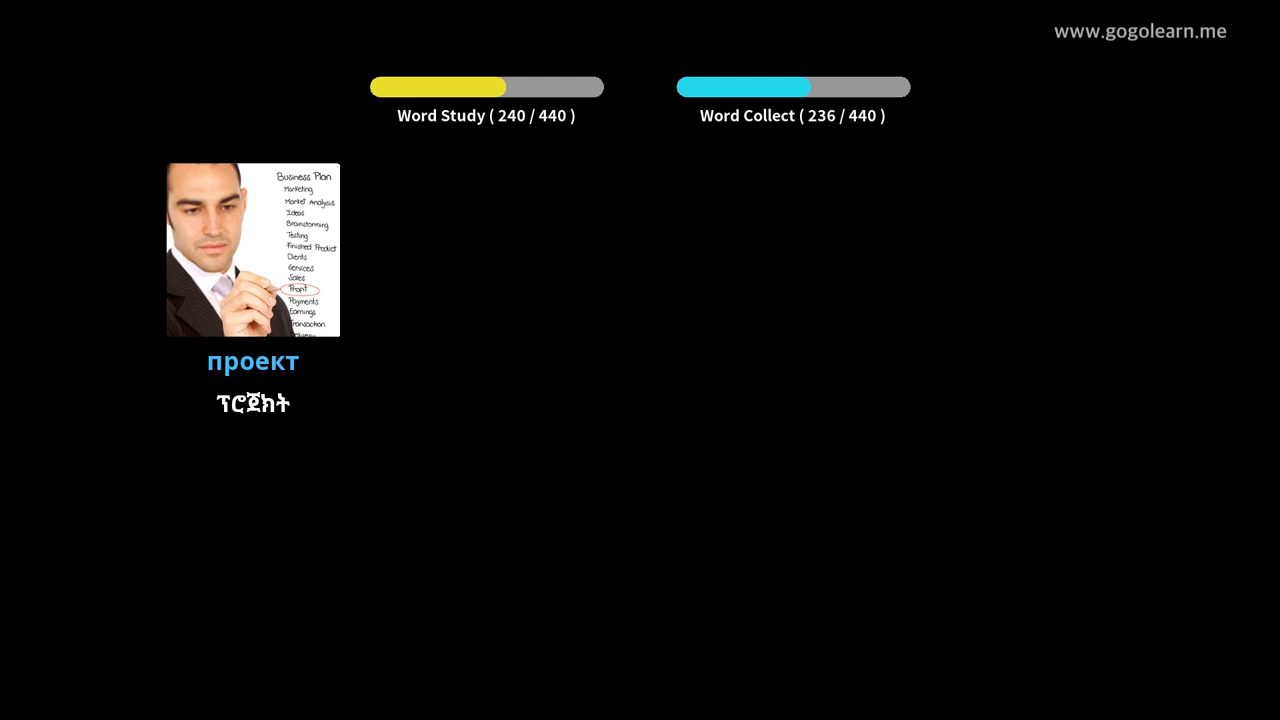 www.gogolearn.me
Word Study ( 240 / 440 )
Word Collect ( 236 / 440 )
Business Plan
Marketing
Market Analysis
Ideas
Brainstorming
Testing
Finished Product
Clients
Services
Sales
Profit
Payments
Earnings
Transaction
Delivery
проект
ፕሮጀክት